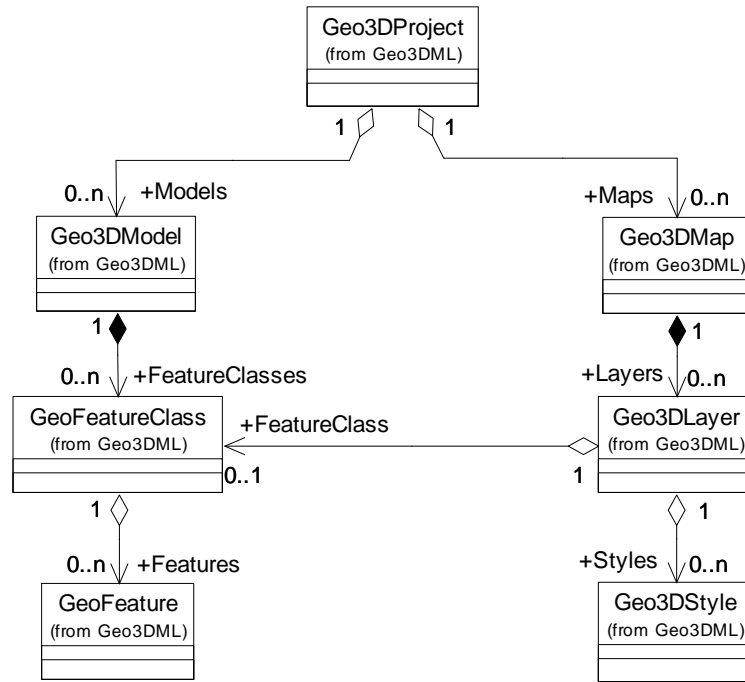 Geo3DProject
(from Geo3DML)
1
1
0..n
+Models
+Maps
0..n
Geo3DModel
(from Geo3DML)
Geo3DMap
(from Geo3DML)
1
1
0..n
+FeatureClasses
+Layers
0..n
GeoFeatureClass
(from Geo3DML)
+FeatureClass
Geo3DLayer
(from Geo3DML)
0..1
1
1
1
0..n
+Features
+Styles
0..n
GeoFeature
(from Geo3DML)
Geo3DStyle
(from Geo3DML)